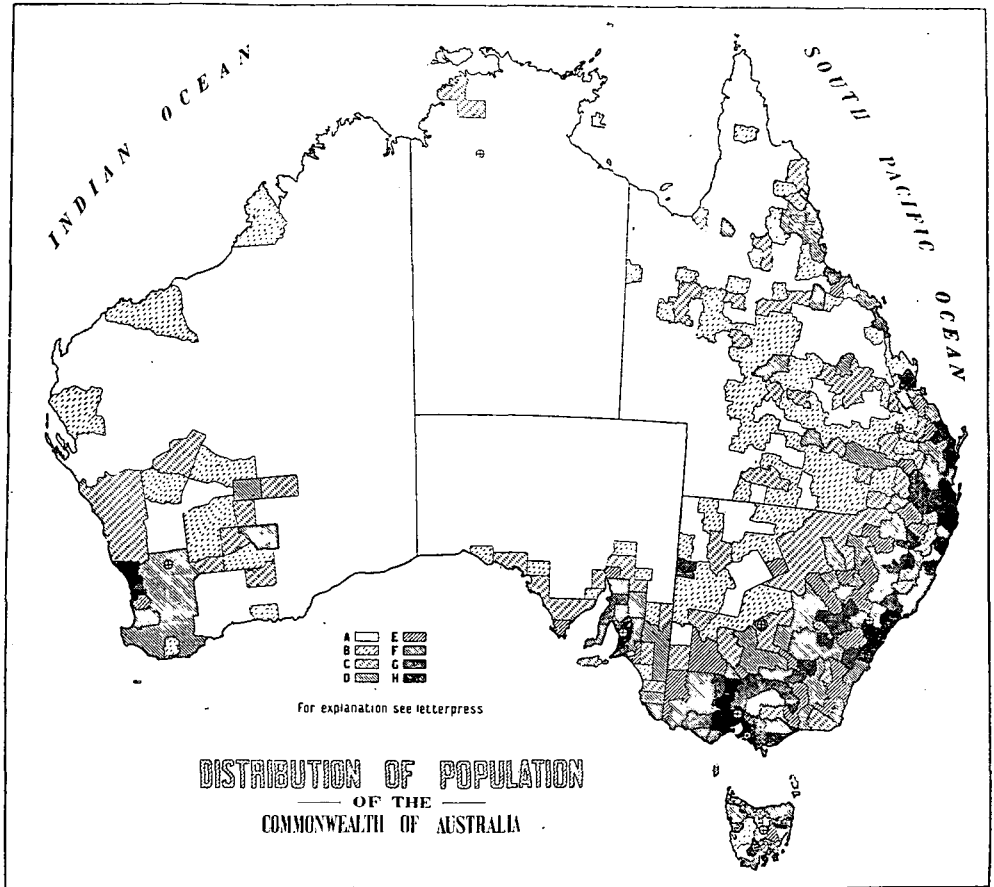 INDIAN OCEAN
SOUTH PACIFIC OCEAN
A E
B F
C G
D H
For explanation see letterpress
DISTRIBUTION OF POPULATION
OF THE
COMMONWEALTH OF AUSTRALIA